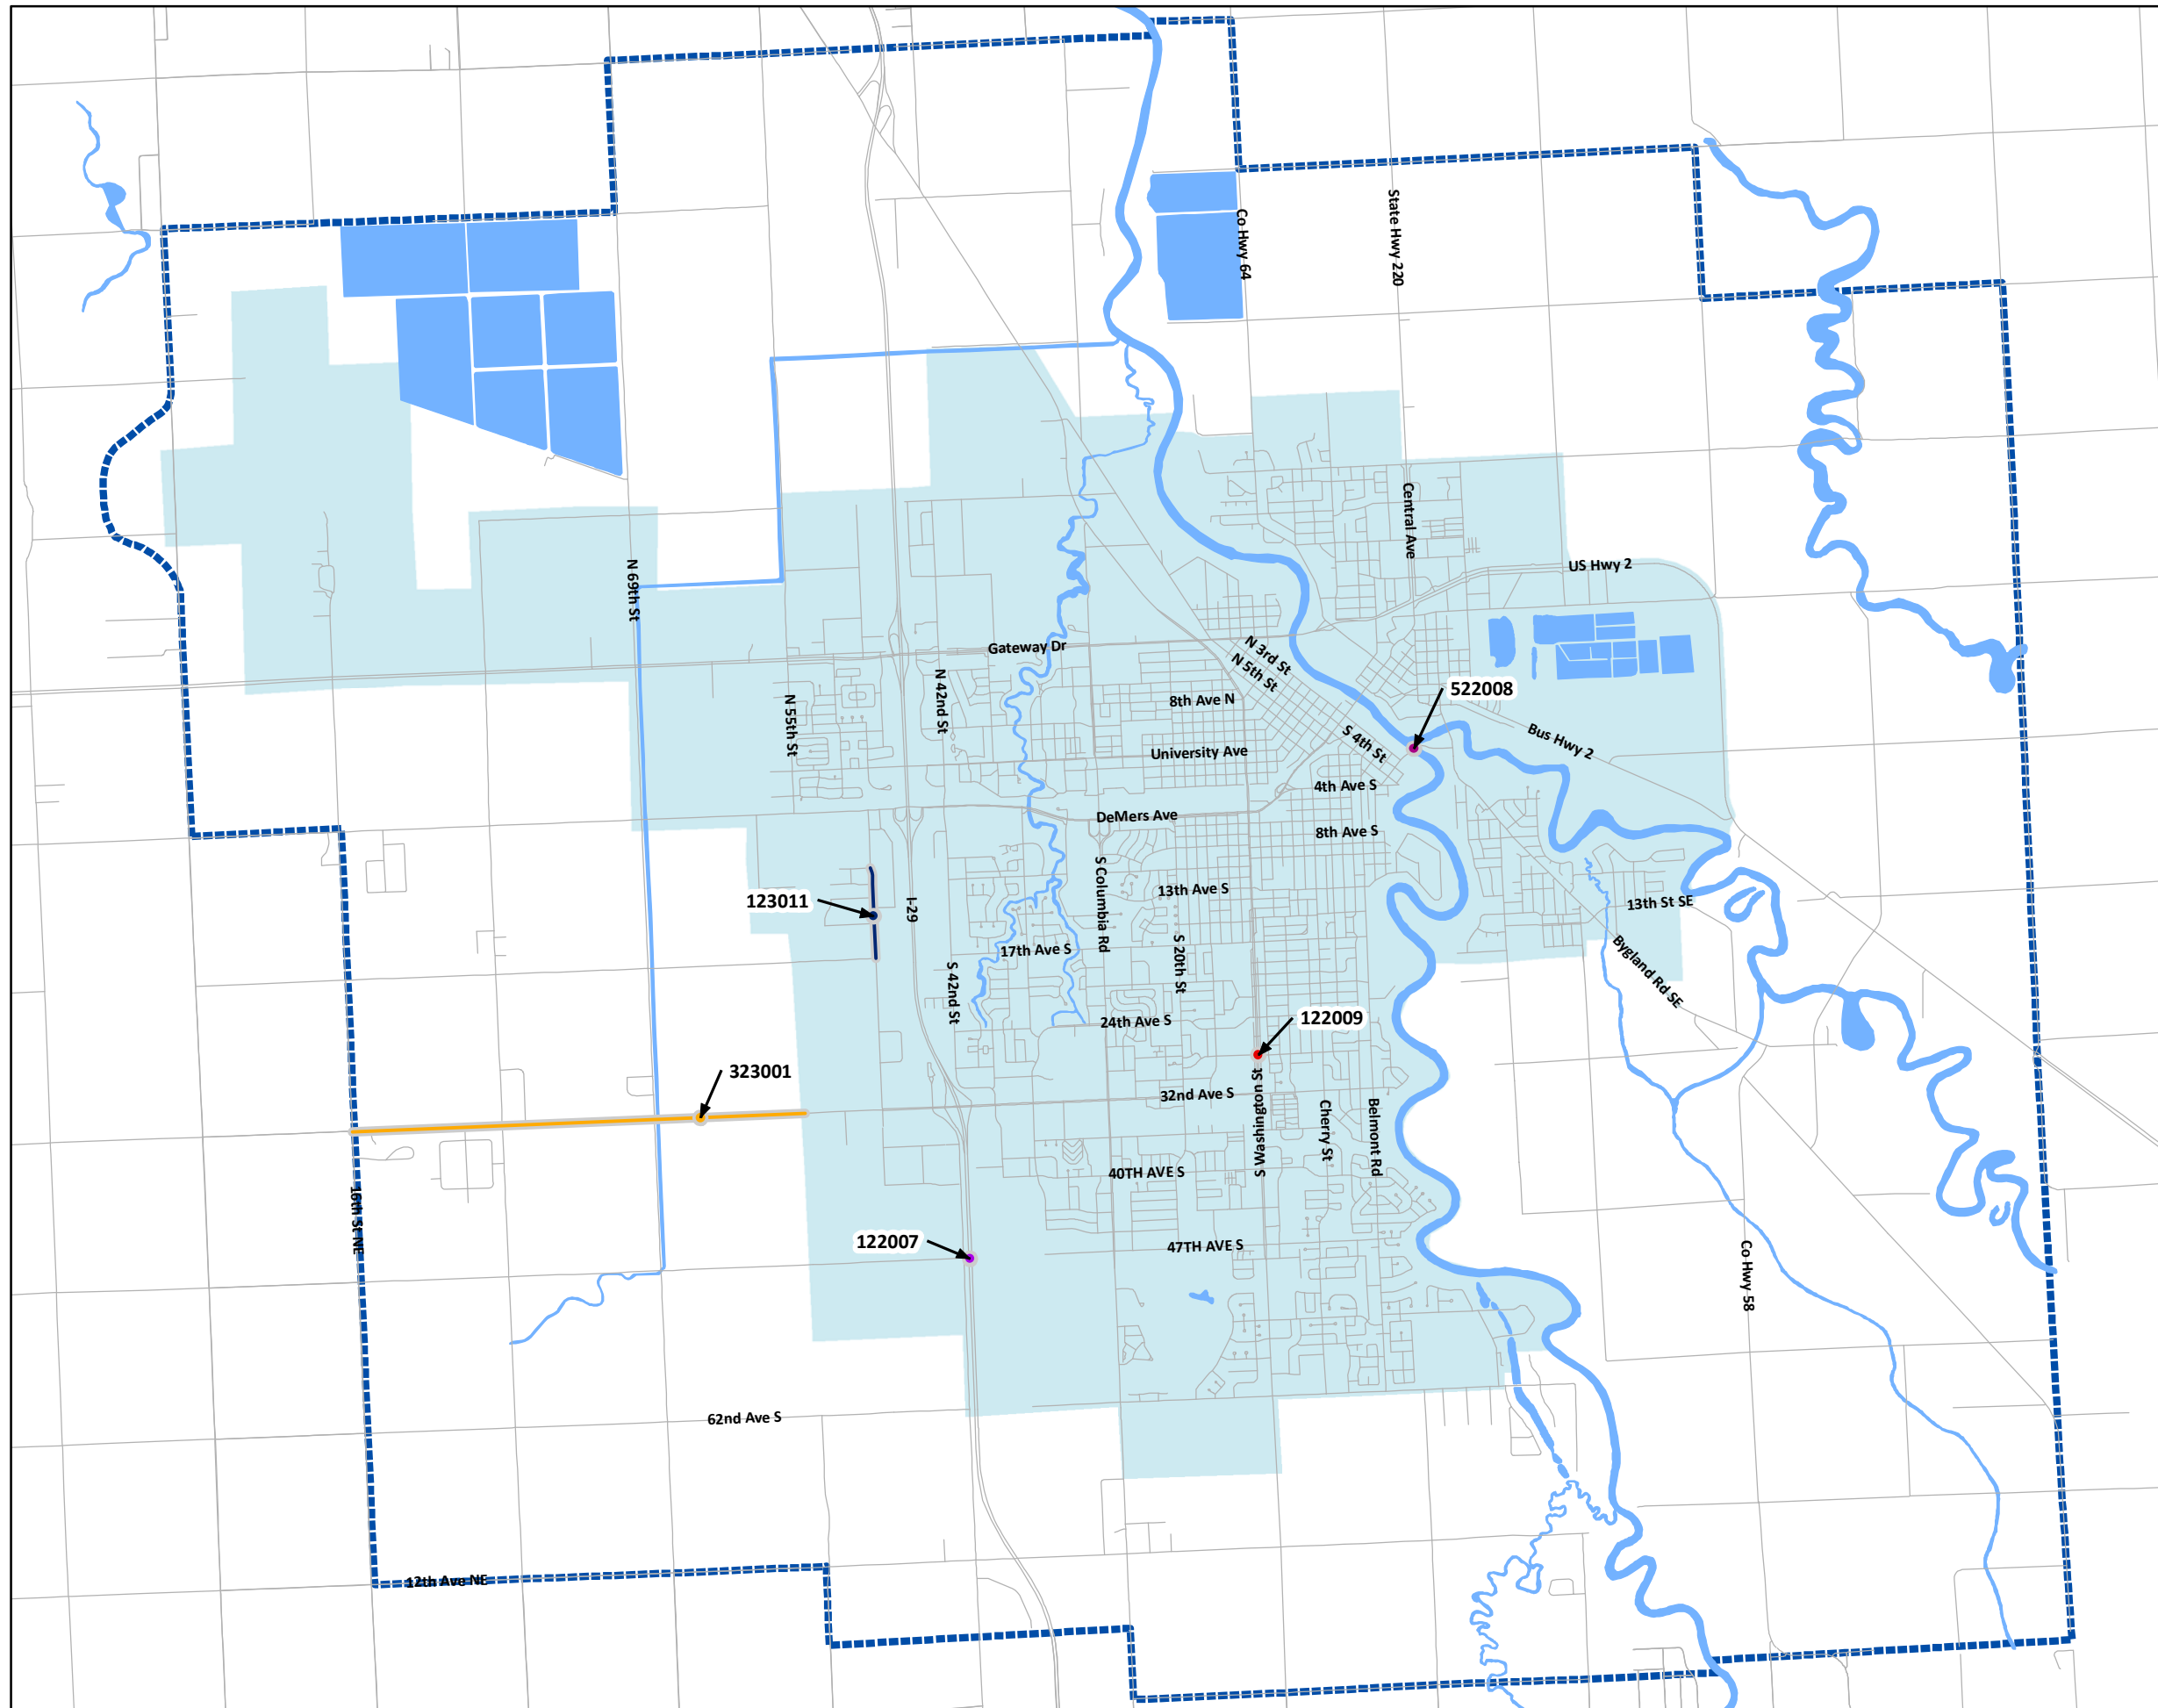 Co Hwy 64
State Hwy 220
Central Ave
US Hwy 2
N 69th St
Gateway Dr
N 3rd St
N 5th St
N 42nd St
N 55th St
8th Ave N
522008
Bus Hwy 2
University Ave
S 4th St
4th Ave S
DeMers Ave
8th Ave S
S Columbia Rd
13th Ave S
123011
I-29
13th St SE
17th Ave S
S 20th St
Bygland Rd SE
S 42nd St
24th Ave S
122009
323001
32nd Ave S
S Washington St
Cherry St
Belmont Rd
40TH AVE S
16th St NE
122007
47TH AVE S
Co Hwy 58
62nd Ave S
12th Ave NE